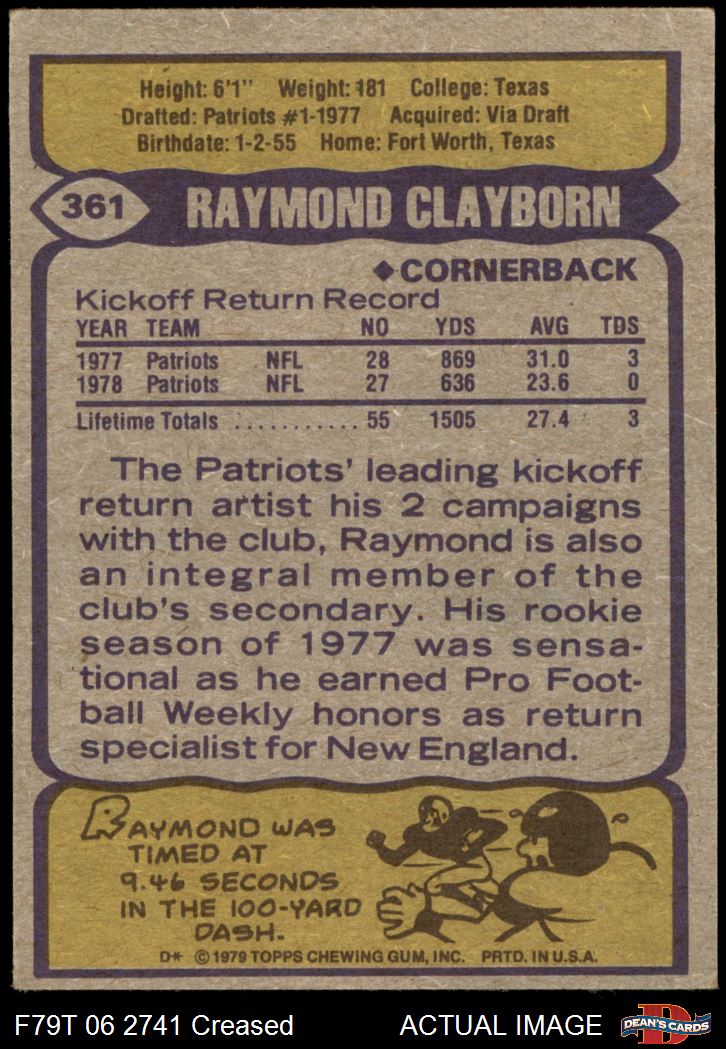 Height: 6'1" Weight: 181 College: Texas
Drafted: Patriots #1-1977 Acquired: Via Draft
Birthdate: 1-2-55 Home: Fort Worth, Texas
361 RAYMOND CLAYBORN
◆CORNERBACK
Kickoff Return Record
YEAR TEAM NO YDS AVG TDS
1977 Patriots NFL 28 869 31.0 3
1978 Patriots NFL 27 636 23.6 0
Lifetime Totals ........... 55 1505 27.4 3
The Patriots' leading kickoff
return artist his 2 campaigns
with the club, Raymond is also
an integral member of the
club's secondary. His rookie
season of 1977 was sensa-
tional as he earned Pro Foot-
ball Weekly honors as return
specialist for New England.
RAYMOND WAS
TIMED AT
9.46 SECONDS
IN THE 100-YARD
DASH.
D* ©1979 TOPPS CHEWING GUM, INC. PRTD. IN U.S.A.
F79T 06 2741 Creased ACTUAL IMAGE
D
DEAN'S CARDS